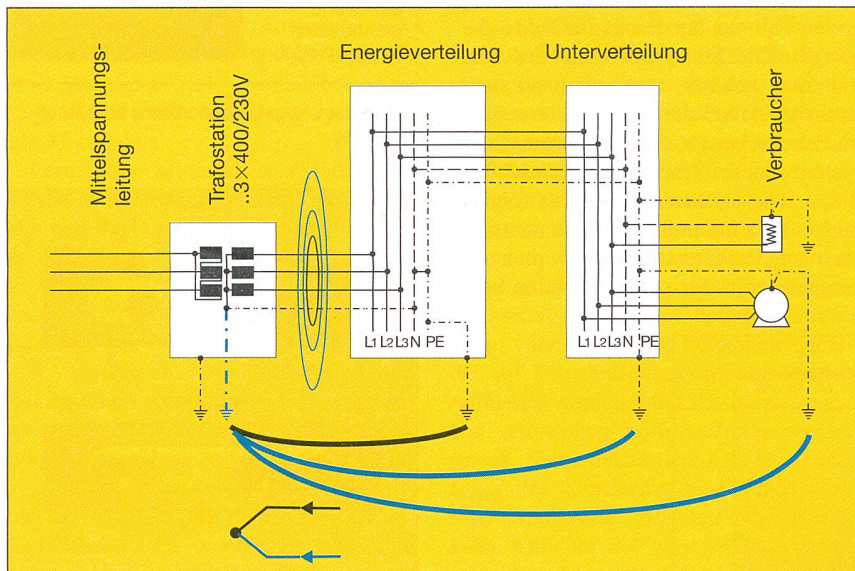 Energieverteilung
Unterverteilung
Mittelspannungs-
leitung
Trafostation
..3×400/230V
Verbraucher
L1 L2 L3 N PE
L1 L2 L3 N PE